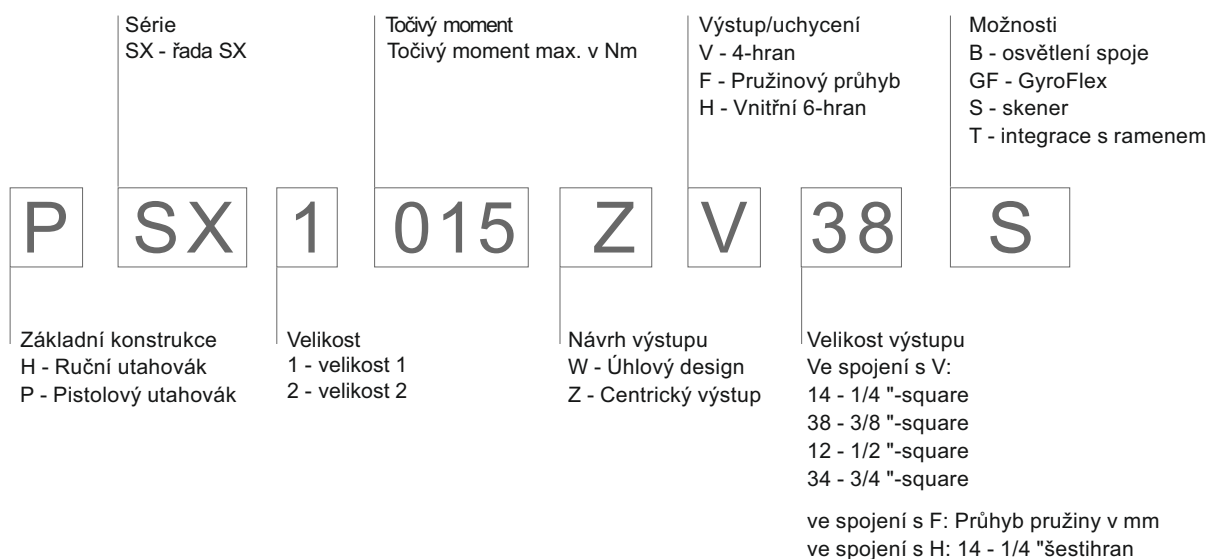 Série
SX - řada SX
Točivý moment
Točivý moment max. v Nm
Výstup/uchycení
V - 4-hran
F - Pružinový průhyb
H - Vnitřní 6-hran
Možnosti
B - osvětlení spoje
GF - GyroFlex
S - skener
T - integrace s ramenem
P SX 1 015 Z V 38 S
Základní konstrukce
H - Ruční utahovák
P - Pistolový utahovák
Velikost
1 - velikost 1
2 - velikost 2
Návrh výstupu
W - Úhlový design
Z - Centrický výstup
Velikost výstupu
Ve spojení s V:
14 - 1/4 "-square
38 - 3/8 "-square
12 - 1/2 "-square
34 - 3/4 "-square
ve spojení s F: Průhyb pružiny v mm
ve spojení s H: 14 - 1/4 "šestihran